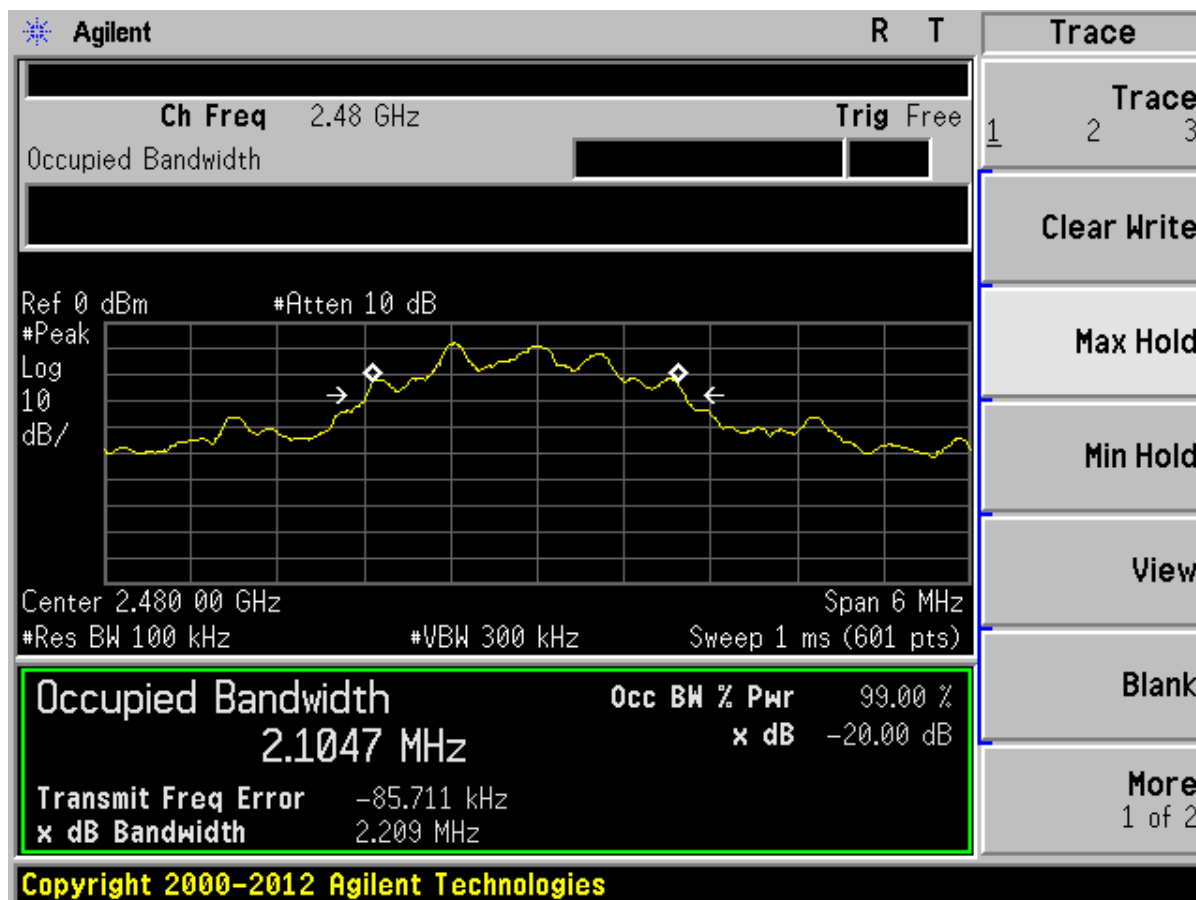 Agilent R T Trace
Ch Freq 2.48 GHz Trig Free
Occupied Bandwidth
Trace
1 2 3
Clear Write
Ref 0 dBm #Atten 10 dB
#Peak
Log
10
dB/
Max Hold
Min Hold
View
Center 2.480 00 GHz Span 6 MHz
#Res BW 100 kHz #VBW 300 kHz Sweep 1 ms (601 pts)
Occupied Bandwidth Occ BW % Pwr 99.00 %
2.1047 MHz x dB -20.00 dB
Transmit Freq Error -85.711 kHz
x dB Bandwidth 2.209 MHz
Blank
More
1 of 2
Copyright 2000-2012 Agilent Technologies